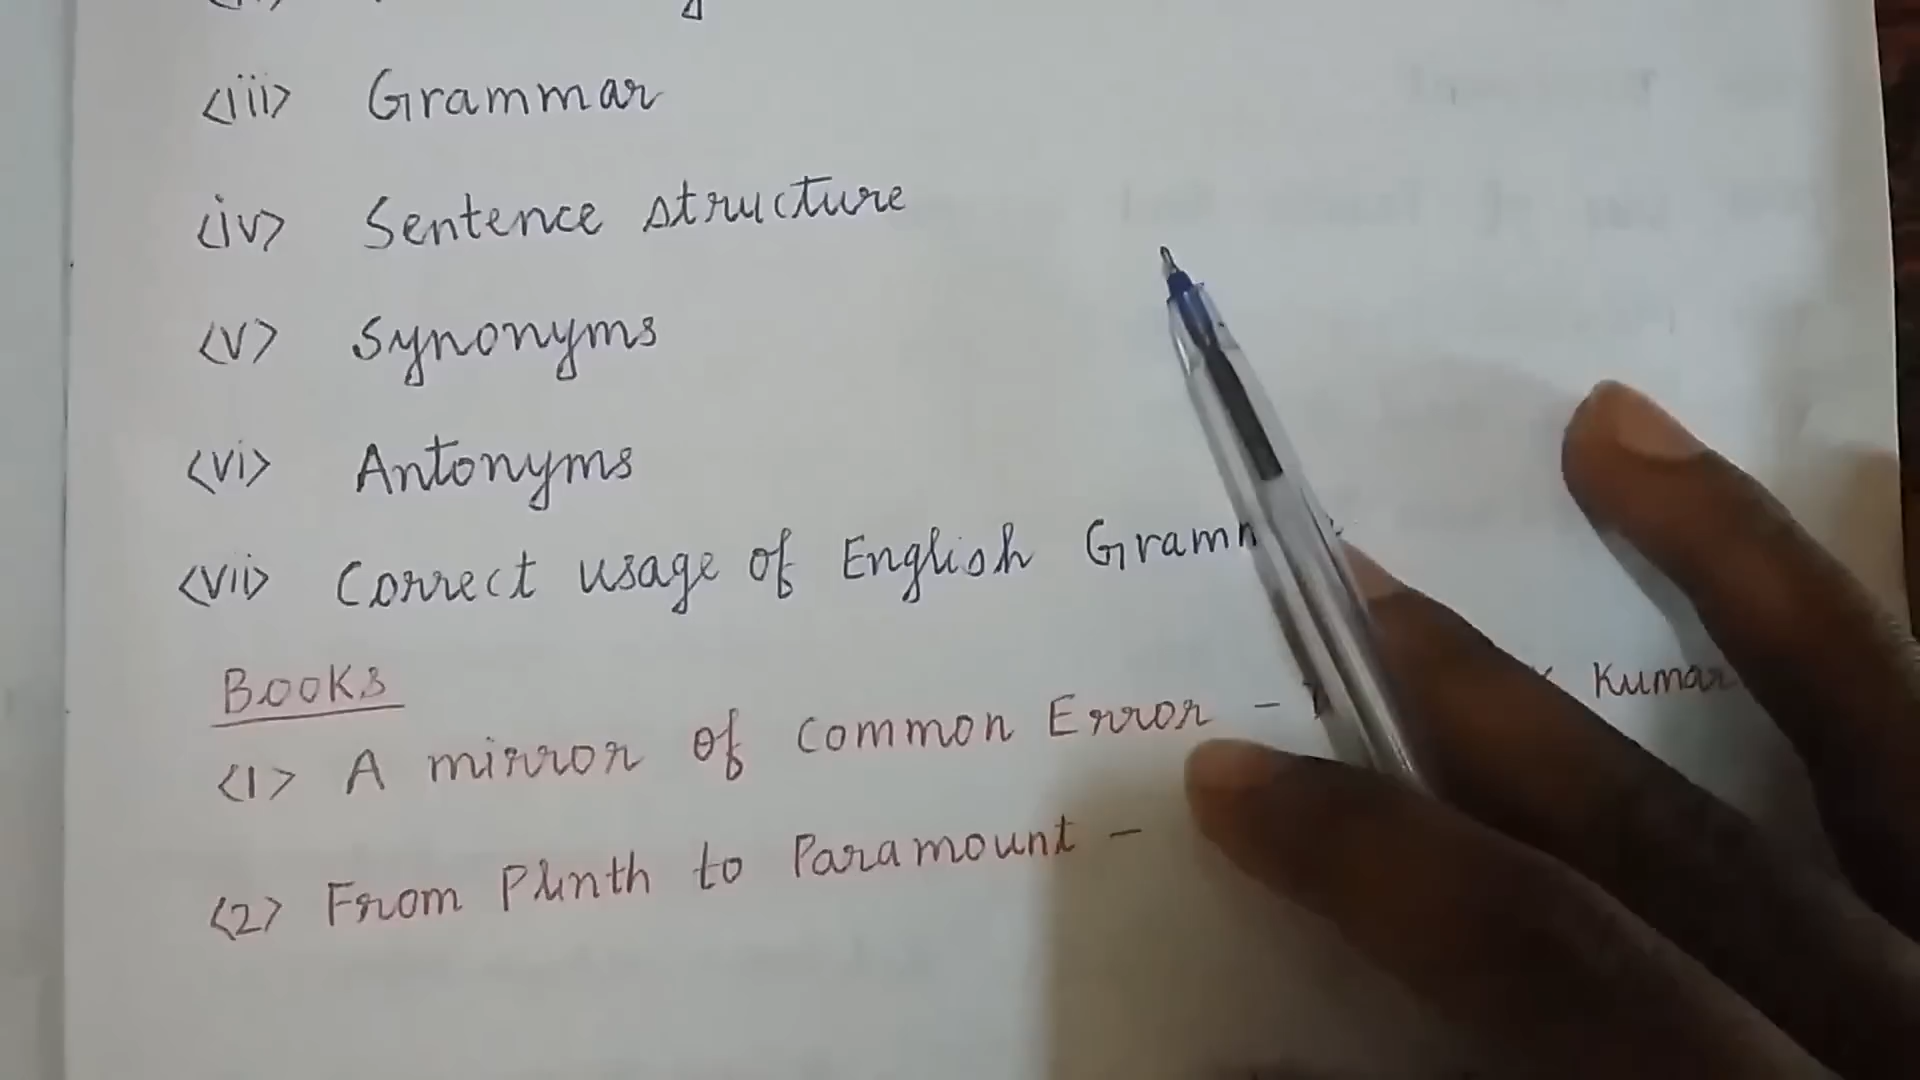 <iii> Grammar
<iv> Sentence structure
<v> Synonyms
<vi> Antonyms
<vii> Correct usage of English
Books
<1> A mirror of common Error - Kumar
<2> From Plinth to Paramount -